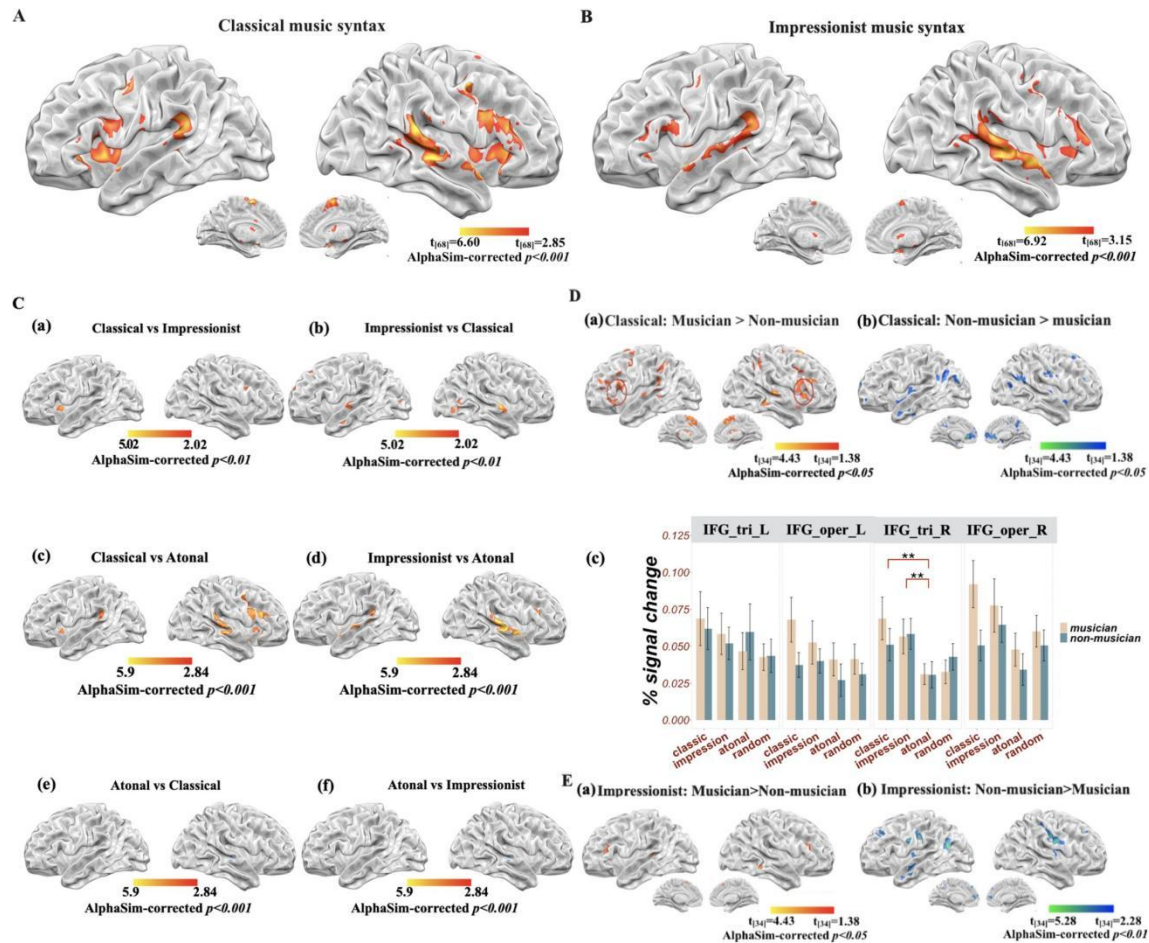 A
Classical music syntax
t[68]=6.60 t[68]=2.85
AlphaSim-corrected p<0.001
B
Impressionist music syntax
t[68]=6.92 t[68]=3.15
AlphaSim-corrected p<0.001
C
(a) Classical vs Impressionist
5.02 2.02
AlphaSim-corrected p<0.01
(b) Impressionist vs Classical
5.02 2.02
AlphaSim-corrected p<0.01
(c) Classical vs Atonal
5.9 2.84
AlphaSim-corrected p<0.001
(d) Impressionist vs Atonal
5.9 2.84
AlphaSim-corrected p<0.001
(e) Atonal vs Classical
5.9 2.84
AlphaSim-corrected p<0.001
(f) Atonal vs Impressionist
5.9 2.84
AlphaSim-corrected p<0.001
D
(a) Classical: Musician > Non-musician
t[34]=4.43 t[34]=1.38
AlphaSim-corrected p<0.05
(b) Classical: Non-musician > musician
t[34]=4.43 t[34]=1.38
AlphaSim-corrected p<0.05
(c)
% signal change
0.125
0.100
0.075
0.050
0.025
0.000
IFG_tri_L IFG_oper_L IFG_tri_R IFG_oper_R
**
**
musician
non-musician
classic impression atonal random classic impression atonal random classic impression atonal random classic impression atonal random
E
(a) Impressionist: Musician>Non-musician
t[34]=4.43 t[34]=1.38
AlphaSim-corrected p<0.05
(b) Impressionist: Non-musician>Musician
t[34]=5.28 t[34]=2.28
AlphaSim-corrected p<0.01